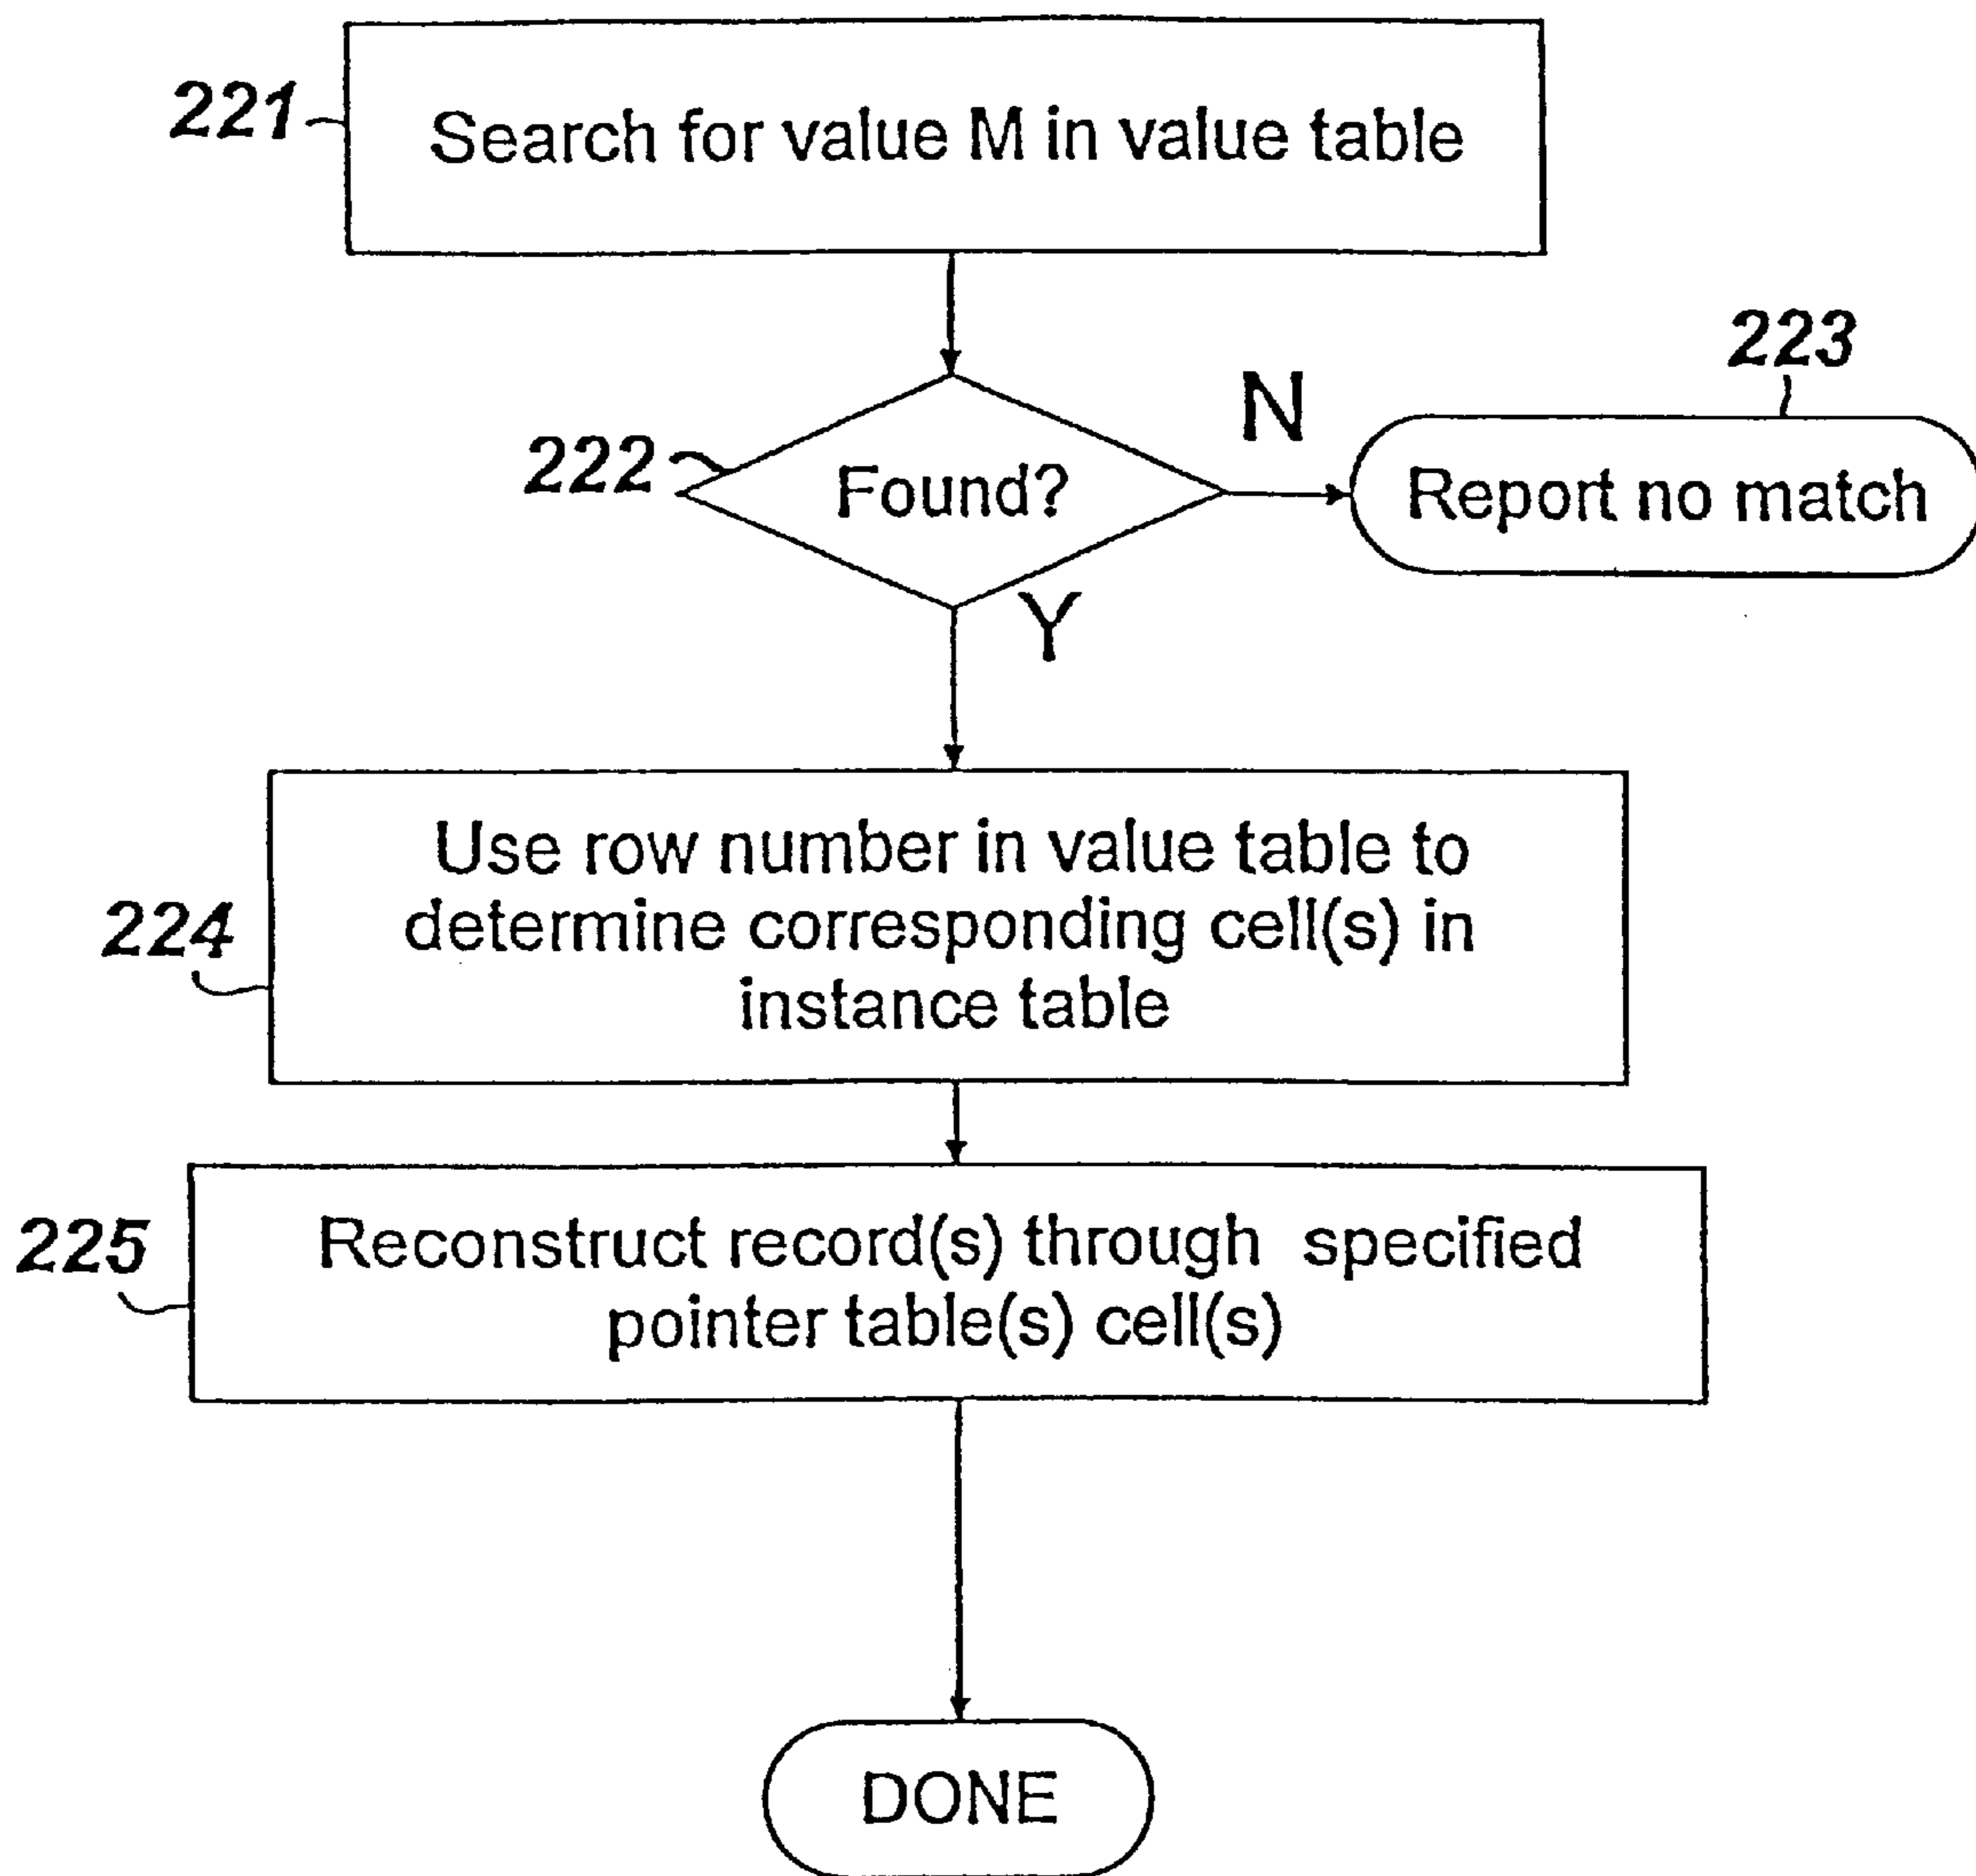 221
Search for value M in value table
223
N
222
Found?
Report no match
Y
Use row number in value table to
determine corresponding cell(s) in
instance table
224
Reconstruct record(s) through specified
pointer table(s) cell(s)
225
DONE